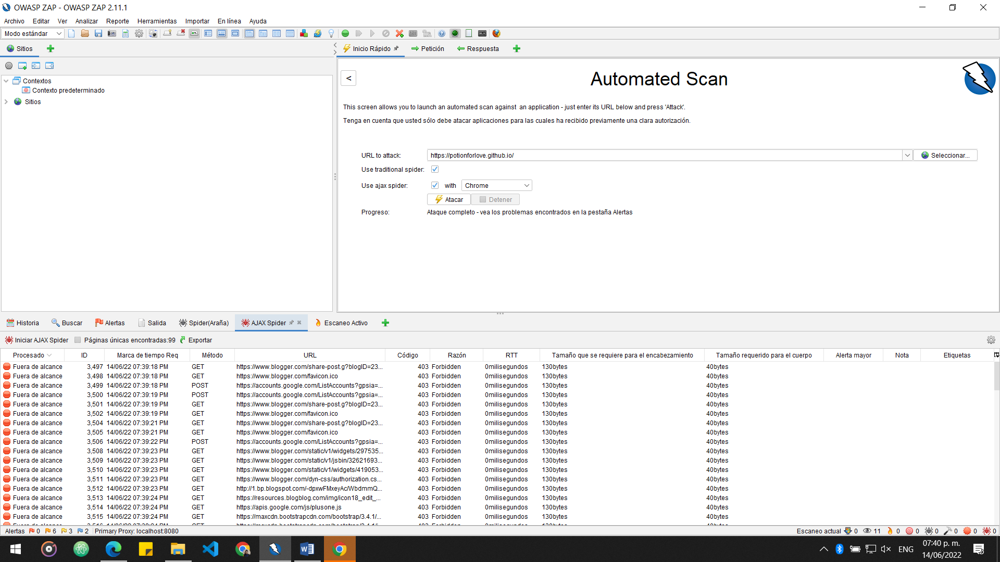 OWASP ZAP - OWASP ZAP 2.11.1
Archivo Editar Ver Analizar Reporte Herramientas Importar En línea Ayuda
Modo estándar
Sitios
Inicio Rápido Petición Respuesta
Contextos
Contexto predeterminado
Sitios
<
Automated Scan
This screen allows you to launch an automated scan against an application - just enter its URL below and press 'Attack'.
Tenga en cuenta que usted sólo debe atacar aplicaciones para las cuales ha recibido previamente una clara autorización.
URL to attack: https://potionforlove.github.io/ Seleccionar...
Use traditional spider:
Use ajax spider: with Chrome
Atacar Detener
Progreso: Ataque completo - vea los problemas encontrados en la pestaña Alertas
Historia Buscar Alertas Salida Spider(Araña) AJAX Spider Escaneo Activo
Iniciar AJAX Spider Páginas únicas encontradas:99 Exportar
Procesado ID Marca de tiempo Req Método URL Código Razón RTT Tamaño que se requiere para el encabezamiento Tamaño requerido para el cuerpo Alerta mayor Nota Etiquetas
Fuera de alcance 3,497 14/06/22 07:39:18 PM GET https://www.blogger.com/share-post.g?blogID=23... 403 Forbidden 0milisegundos 130bytes 40bytes
Fuera de alcance 3,498 14/06/22 07:39:18 PM GET https://www.blogger.com/favicon.ico 403 Forbidden 0milisegundos 130bytes 40bytes
Fuera de alcance 3,499 14/06/22 07:39:18 PM POST https://accounts.google.com/ListAccounts?gpsia=... 403 Forbidden 0milisegundos 130bytes 40bytes
Fuera de alcance 3,500 14/06/22 07:39:19 PM POST https://accounts.google.com/ListAccounts?gpsia=... 403 Forbidden 0milisegundos 130bytes 40bytes
Fuera de alcance 3,501 14/06/22 07:39:19 PM GET https://www.blogger.com/share-post.g?blogID=23... 403 Forbidden 0milisegundos 130bytes 40bytes
Fuera de alcance 3,502 14/06/22 07:39:19 PM GET https://www.blogger.com/favicon.ico 403 Forbidden 0milisegundos 130bytes 40bytes
Fuera de alcance 3,504 14/06/22 07:39:21 PM GET https://www.blogger.com/share-post.g?blogID=23... 403 Forbidden 0milisegundos 130bytes 40bytes
Fuera de alcance 3,505 14/06/22 07:39:21 PM GET https://www.blogger.com/favicon.ico 403 Forbidden 0milisegundos 130bytes 40bytes
Fuera de alcance 3,506 14/06/22 07:39:22 PM POST https://accounts.google.com/ListAccounts?gpsia=... 403 Forbidden 0milisegundos 130bytes 40bytes
Fuera de alcance 3,508 14/06/22 07:39:23 PM GET https://www.blogger.com/static/v1/widgets/297535... 403 Forbidden 0milisegundos 130bytes 40bytes
Fuera de alcance 3,509 14/06/22 07:39:23 PM GET https://www.blogger.com/static/v1/jsbin/32621693... 403 Forbidden 0milisegundos 130bytes 40bytes
Fuera de alcance 3,510 14/06/22 07:39:23 PM GET https://www.blogger.com/static/v1/widgets/419053... 403 Forbidden 0milisegundos 130bytes 40bytes
Fuera de alcance 3,511 14/06/22 07:39:23 PM GET https://www.blogger.com/dyn-css/authorization.cs... 403 Forbidden 0milisegundos 130bytes 40bytes
Fuera de alcance 3,512 14/06/22 07:39:23 PM GET http://1.bp.blogspot.com/-dpxwFMxeyAc/WbdmmQ... 403 Forbidden 0milisegundos 130bytes 40bytes
Fuera de alcance 3,513 14/06/22 07:39:24 PM GET https://resources.blogblog.com/img/icon18_edit_... 403 Forbidden 0milisegundos 130bytes 40bytes
Fuera de alcance 3,514 14/06/22 07:39:24 PM GET https://apis.google.com/js/plusone.js 403 Forbidden 0milisegundos 130bytes 40bytes
Fuera de alcance 3,515 14/06/22 07:39:24 PM GET https://maxcdn.bootstrapcdn.com/bootstrap/3.4.1/... 403 Forbidden 0milisegundos 130bytes 40bytes
Alertas 0 6 3 2 Primary Proxy: localhost:8080 Escaneo actual 0 11 0 0 0 0 0 0
ENG 07:40 p. m.
14/06/2022